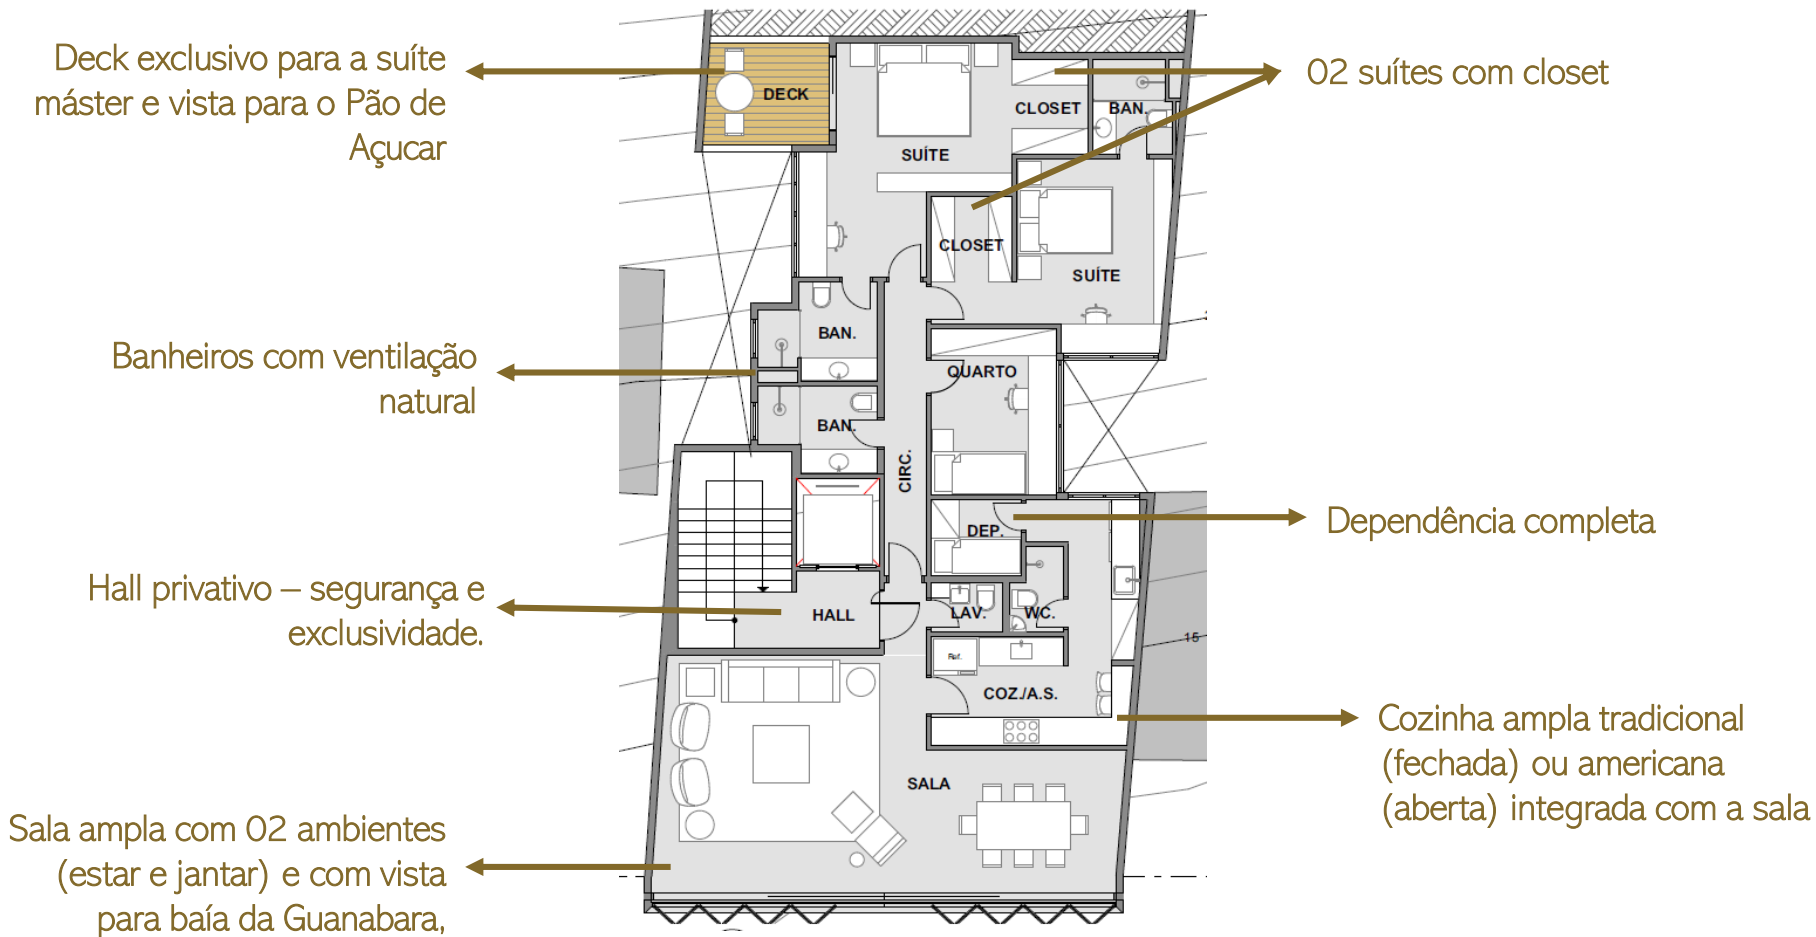 Deck exclusivo para a suíte
máster e vista para o Pão de
Açucar
02 suítes com closet
DECK
CLOSET
BAN.
SUÍTE
CLOSET
SUÍTE
Banheiros com ventilação
natural
BAN.
QUARTO
BAN.
CIRC.
DEP.
Dependência completa
Hall privativo – segurança e
exclusividade.
HALL
LAV.
WC.
15
Ref.
COZ./A.S.
Cozinha ampla tradicional
(fechada) ou americana
(aberta) integrada com a sala
SALA
Sala ampla com 02 ambientes
(estar e jantar) e com vista
para baía da Guanabara,